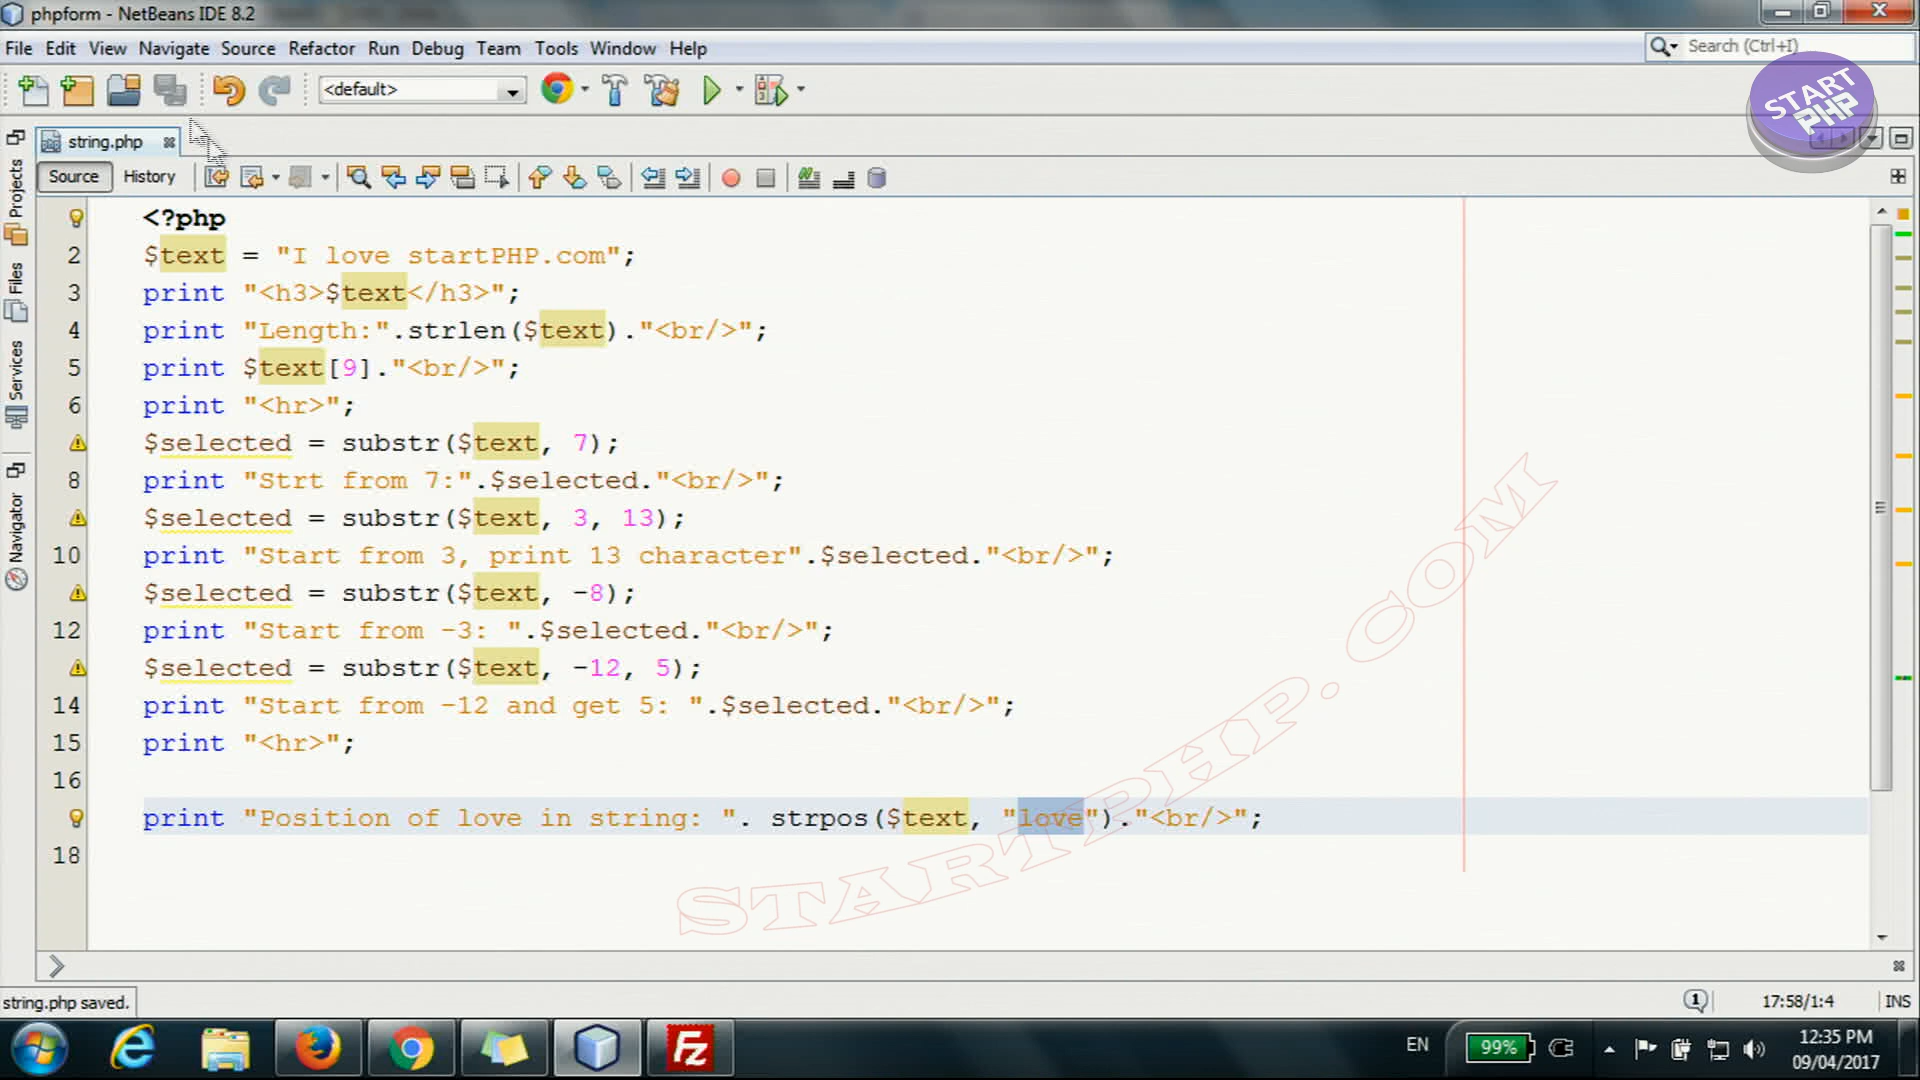 phpform - NetBeans IDE 8.2
File Edit View Navigate Source Refactor Run Debug Team Tools Window Help
Search (Ctrl+I)
<default>
START
PHP
string.php
Source History
Projects
Files
Services
Navigator
<?php
2 $text = "I love startPHP.com";
3 print "<h3>$text</h3>";
4 print "Length:".strlen($text)."<br/>";
5 print $text[9]."<br/>";
6 print "<hr>";
$selected = substr($text, 7);
8 print "Strt from 7:".$selected."<br/>";
$selected = substr($text, 3, 13);
10 print "Start from 3, print 13 character".$selected."<br/>";
$selected = substr($text, -8);
12 print "Start from -3: ".$selected."<br/>";
$selected = substr($text, -12, 5);
14 print "Start from -12 and get 5: ".$selected."<br/>";
15 print "<hr>";
16
print "Position of love in string: ". strpos($text, "love")."<br/>";
18
STARTPHP.COM
string.php saved.
1
17:58/1:4 INS
EN
99%
12:35 PM
09/04/2017